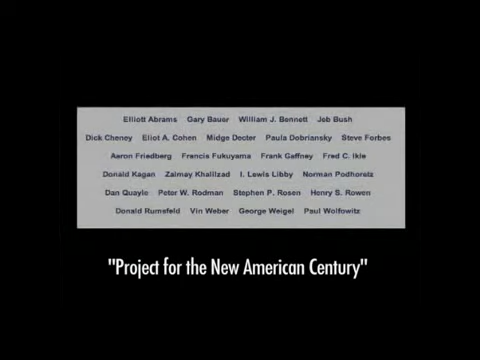 Elliott Abrams Gary Bauer William J. Bennett Jeb Bush
Dick Cheney Eliot A. Cohen Midge Decter Paula Dobriansky Steve Forbes
Aaron Friedberg Francis Fukuyama Frank Gaffney Fred C. Ikle
Donald Kagan Zalmay Khalilzad I. Lewis Libby Norman Podhoretz
Dan Quayle Peter W. Rodman Stephen P. Rosen Henry S. Rowen
Donald Rumsfeld Vin Weber George Weigel Paul Wolfowitz
"Project for the New American Century"